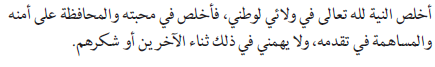 أخلص النية لله تعالى في ولائي لوطني، فأخلص في محبته والمحافظة على أمنه
والمساهمة في تقدمه، ولا يهمني في ذلك ثناء الآخرين أو شكرهم.